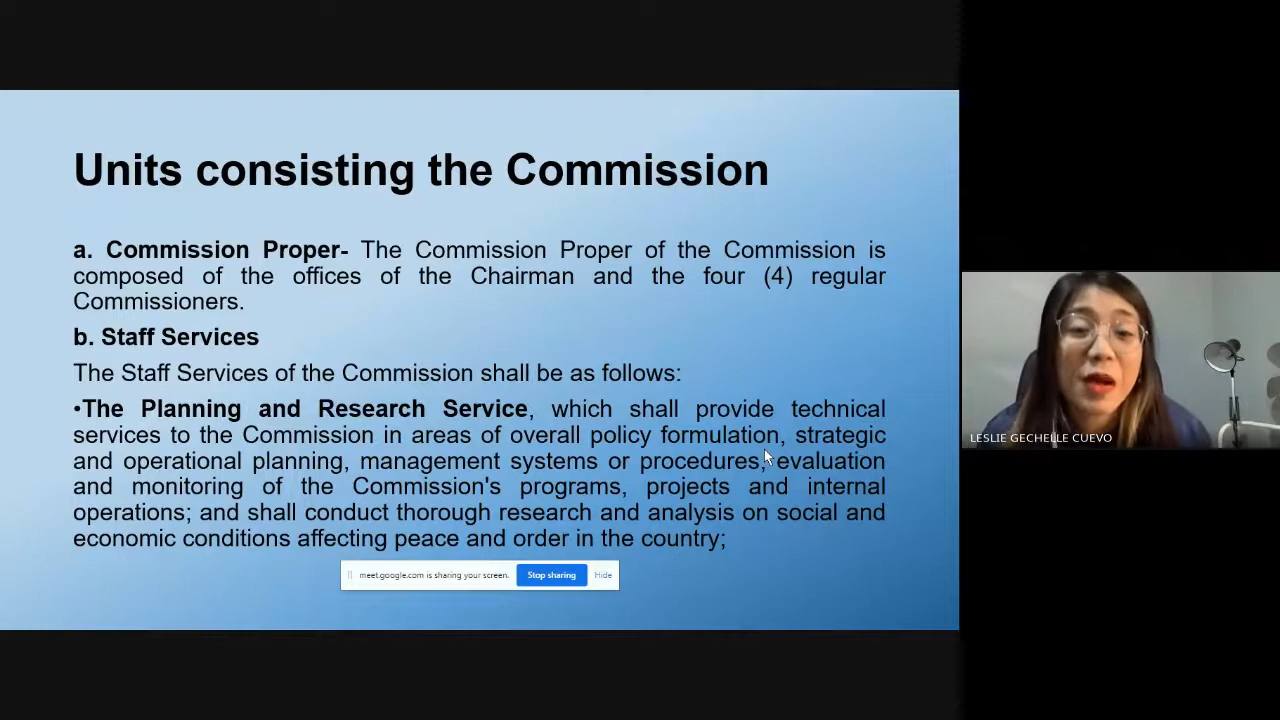 Units consisting the Commission
a. Commission Proper- The Commission Proper of the Commission is
composed of the offices of the Chairman and the four (4) regular
Commissioners.
b. Staff Services
The Staff Services of the Commission shall be as follows:
•The Planning and Research Service, which shall provide technical
services to the Commission in areas of overall policy formulation, strategic
and operational planning, management systems or procedures, evaluation
and monitoring of the Commission's programs, projects and internal
operations; and shall conduct thorough research and analysis on social and
economic conditions affecting peace and order in the country;
meet.google.com is sharing your screen. Stop sharing Hide
LESLIE GECHELLE CUEVO